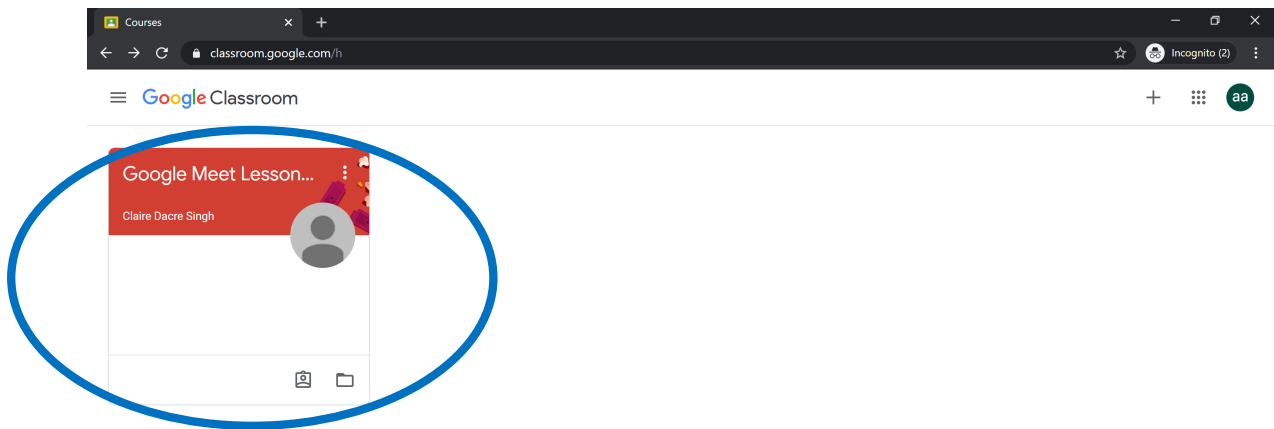 Courses
classroom.google.com/h
Incognito (2)
Google Classroom
aa
Google Meet Lesson...
Claire Dacre Singh